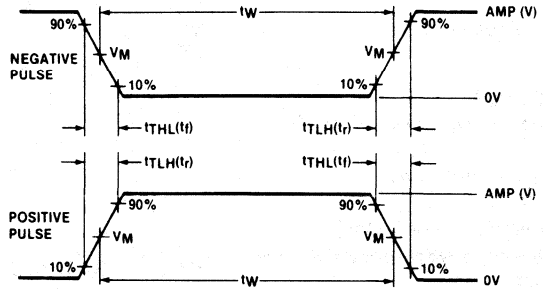 tW
AMP (V)
90%
90%
NEGATIVE
PULSE
VM
VM
10%
10%
0V
tTHL(tf)
tTLH(tr)
tTLH(tr)
tTHL(tf)
AMP (V)
90%
90%
POSITIVE
PULSE
VM
VM
10%
10%
tW
0V